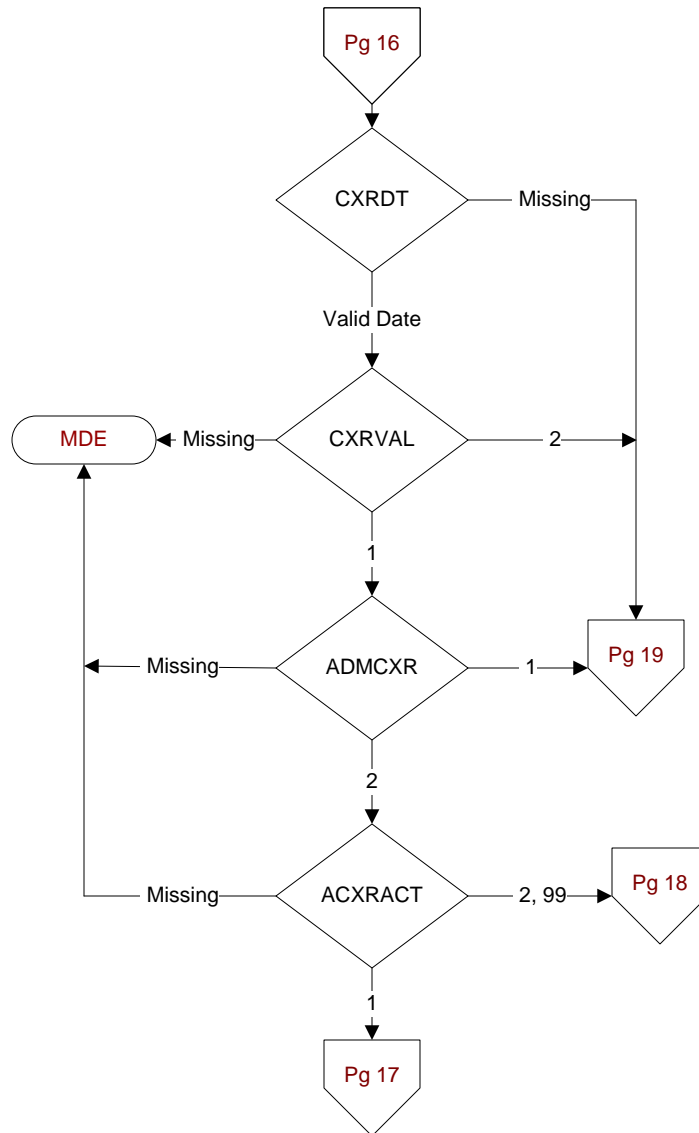 Pg 16
CXRDT
Missing
Valid Date
MDE
Missing
CXRVAL
2
1
Missing
ADMCXR
1
Pg 19
2
Missing
ACXRACT
2, 99
Pg 18
1
Pg 17